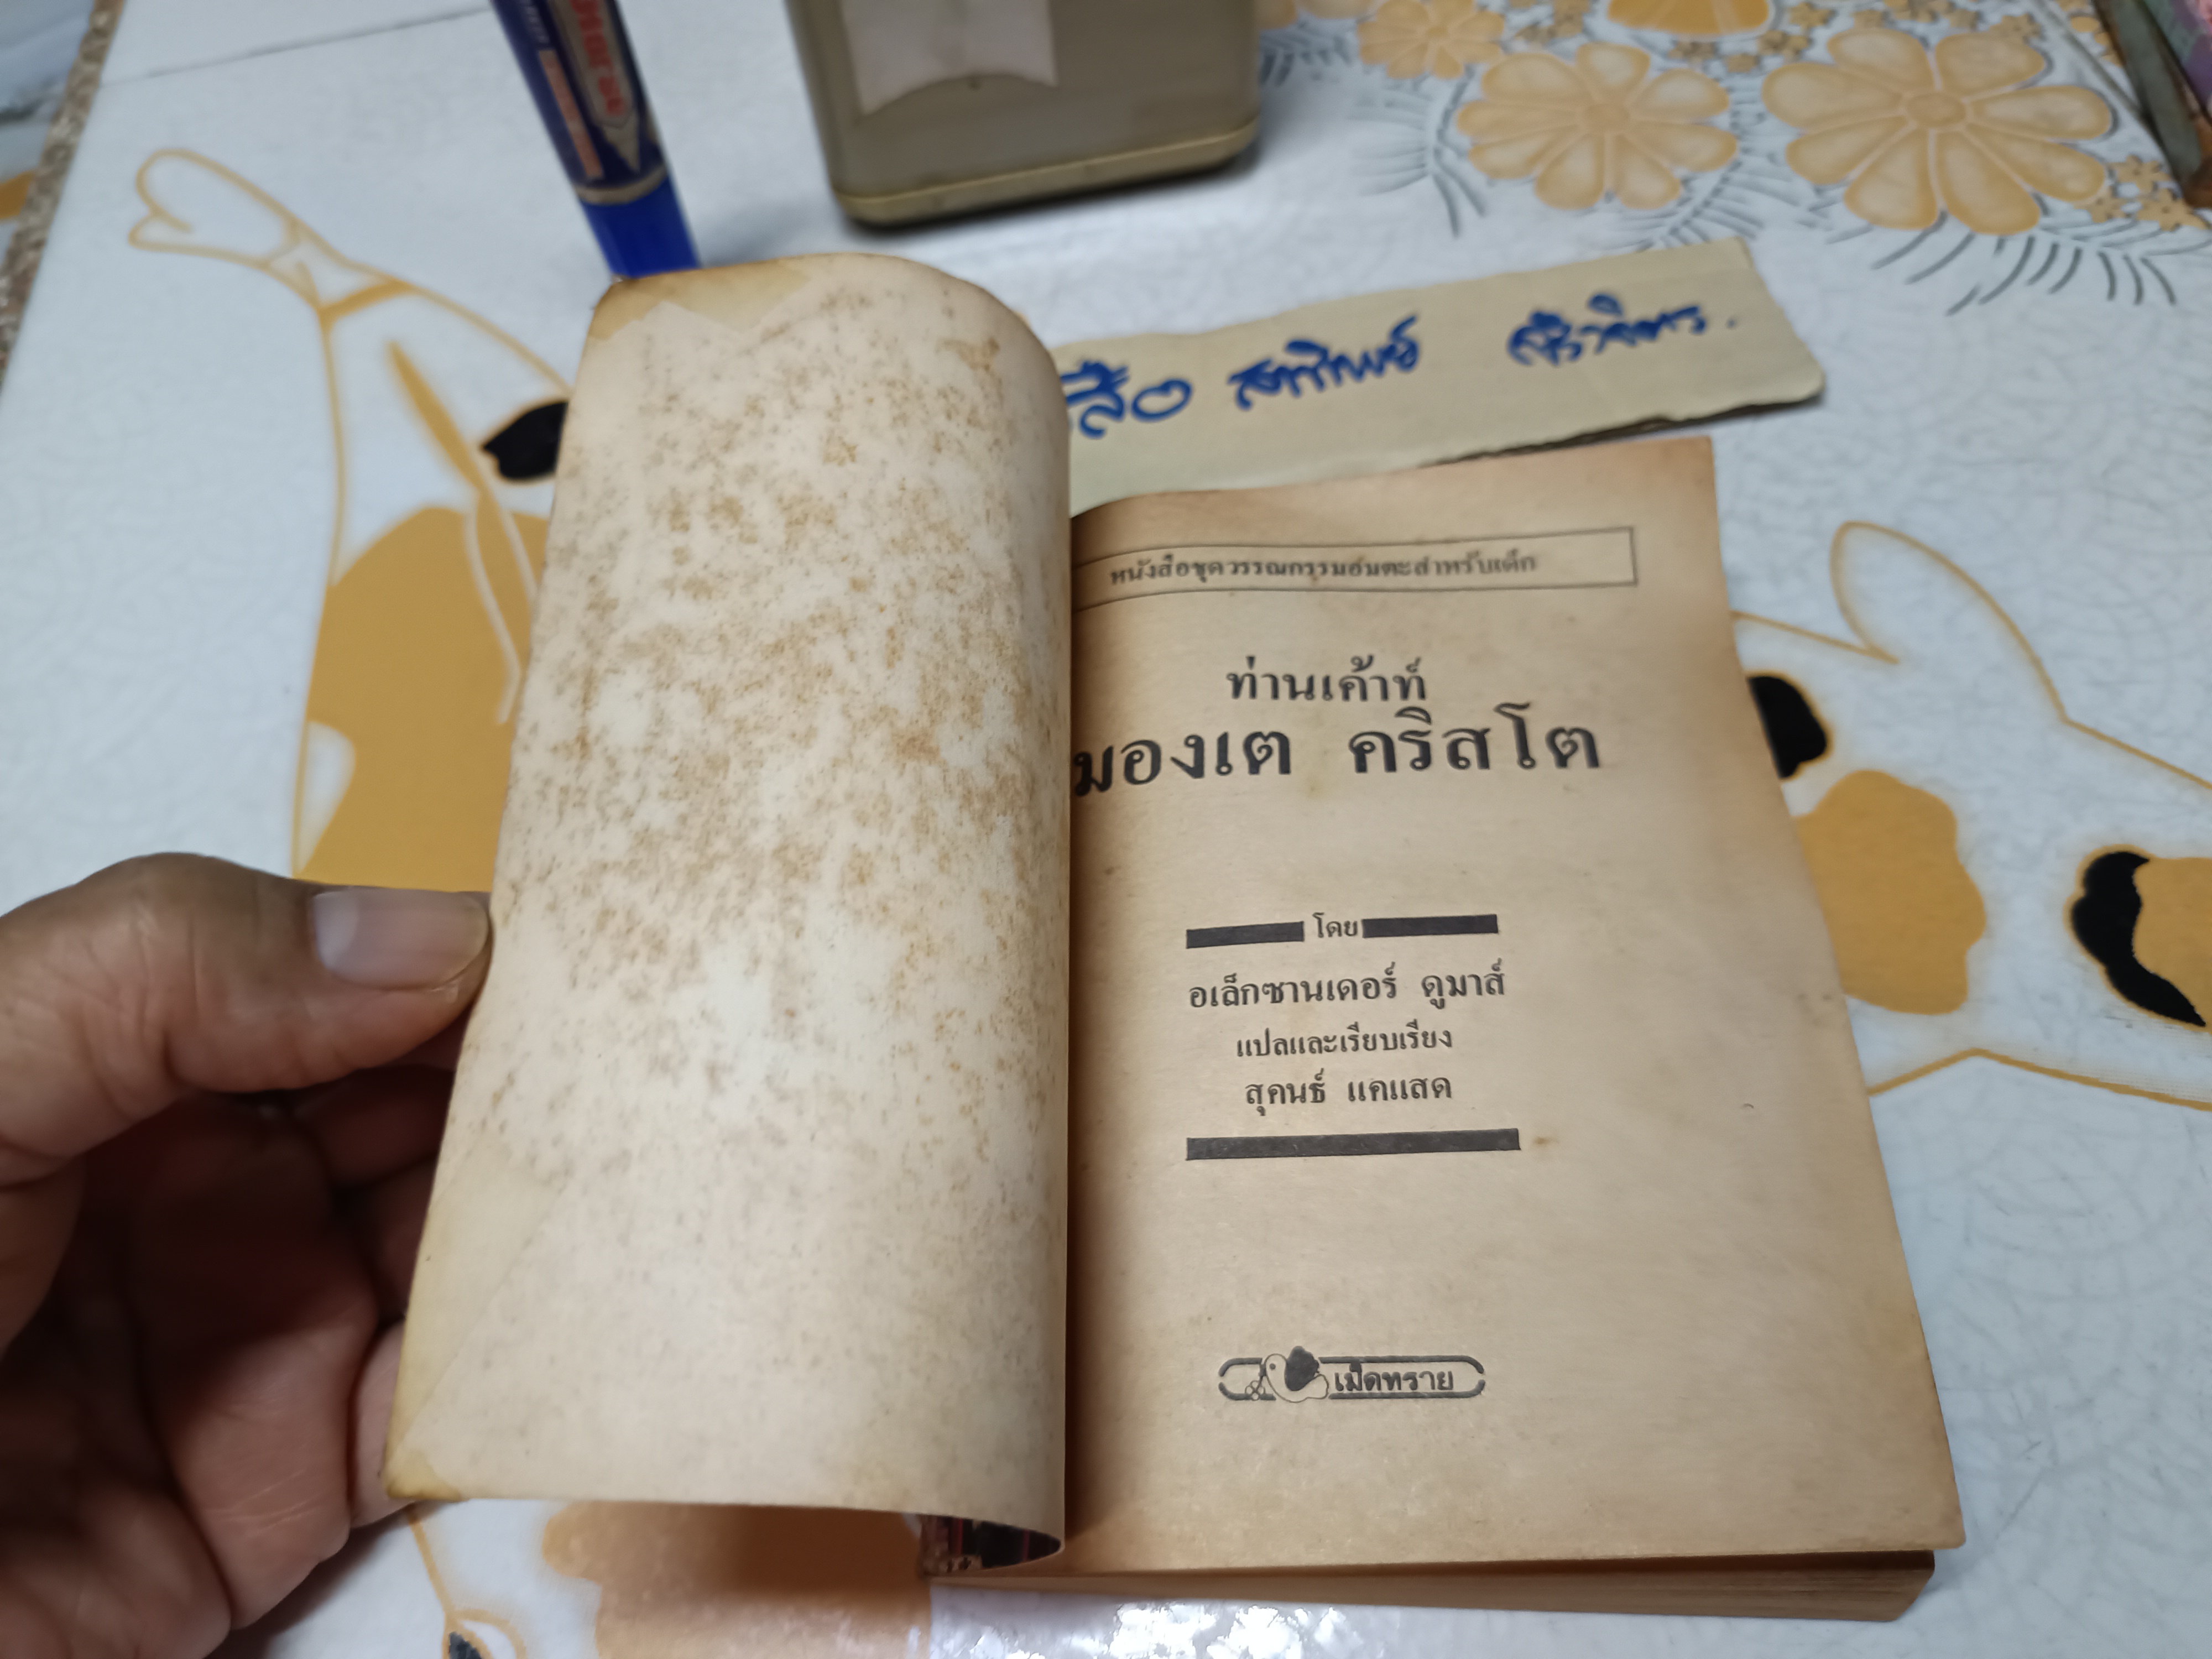 หนังสือชุดวรรณกรรมอมตะสำหรับเด็ก
ท่านเค้าท์
มองเต คริสโต
โดย
อเล็กซานเดอร์ ดูมาส์
แปลและเรียบเรียง
สุคนธ์ แคแสด
เม็ดทราย